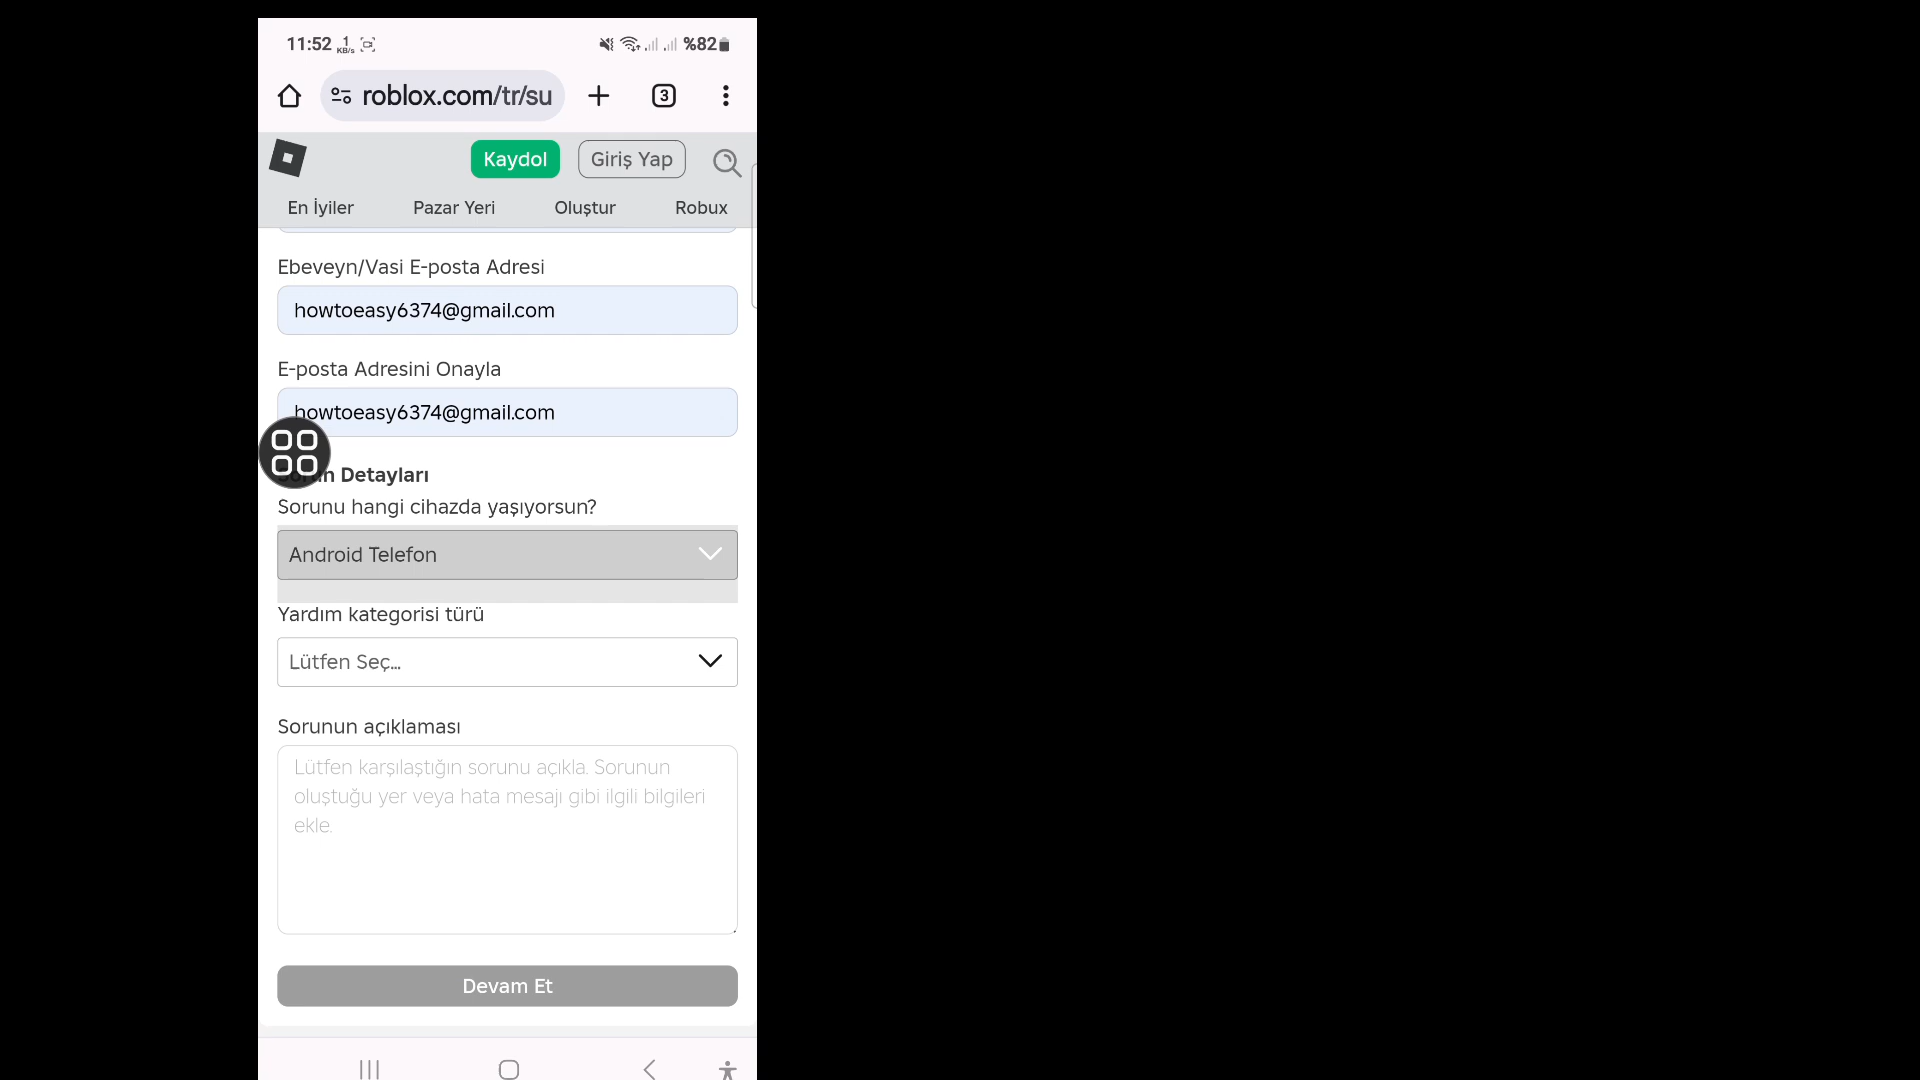 11:52 1 KB/s %82
3
roblox.com/tr/su
Kaydol Giriş Yap
En İyiler Pazar Yeri Oluştur Robux
Ebeveyn/Vasi E-posta Adresi
howtoeasy6374@gmail.com
E-posta Adresini Onayla
howtoeasy6374@gmail.com
Detayları
Sorunu hangi cihazda yaşıyorsun?
Android Telefon
Yardım kategorisi türü
Lütfen Seç...
Sorunun açıklaması
Lütfen karşılaştığın sorunu açıkla. Sorunun
oluştuğu yer veya hata mesajı gibi ilgili bilgileri
ekle.
Devam Et